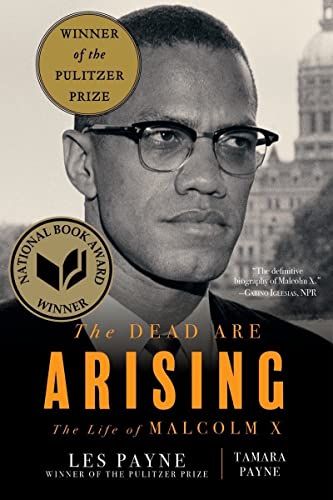 WINNER
of the
PULITZER
PRIZE
NATIONAL BOOK AWARD
WINNER
"The definitive
biography of Malcolm X."
—GABINO IGLESIAS, NPR
The DEAD ARE
ARISING
The Life of MALCOLM X
LES PAYNE
WINNER OF THE PULITZER PRIZE
TAMARA
PAYNE